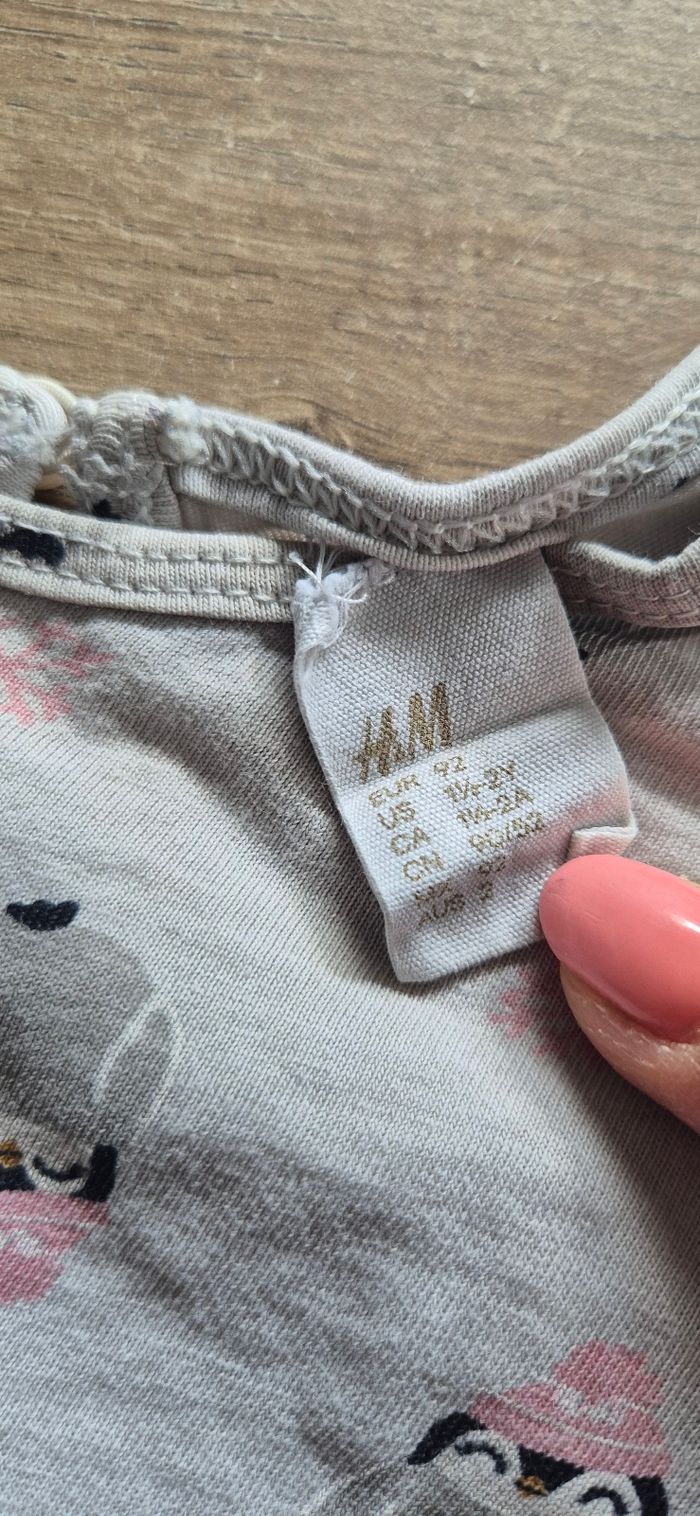 H&M
EUR 92
US 1½-2Y
CA 1½-2A
CN 90/52
AUS 2